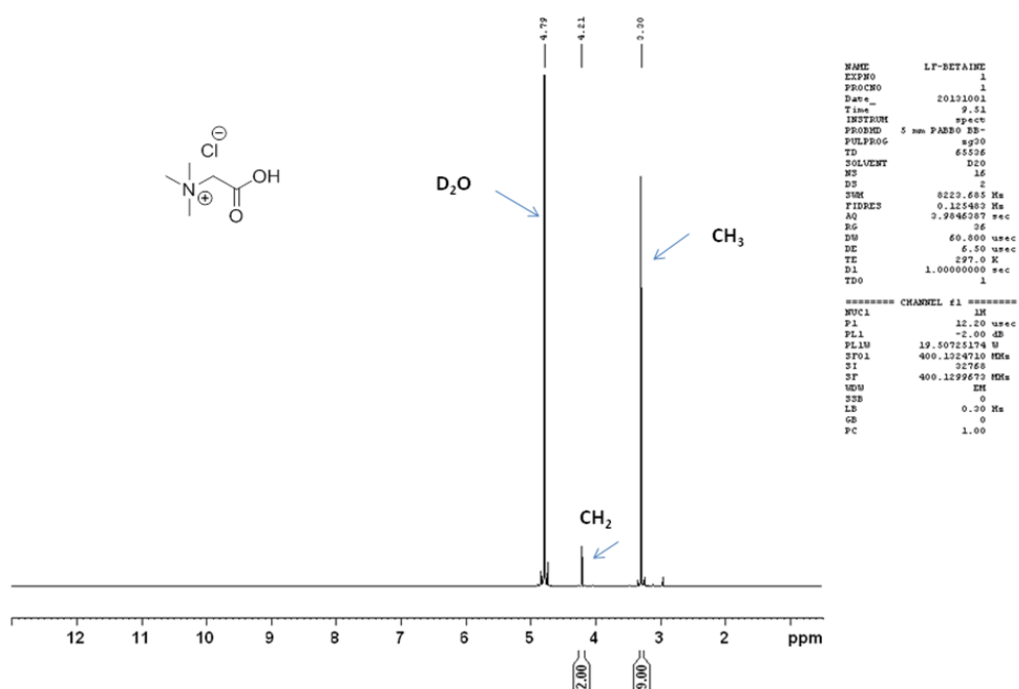 4.79
4.21
3.30
Cl ⊖
N ⊕
OH
O
D2O
CH3
CH2
NAME LF-BETAINE
EXPNO 1
PROCNO 1
Date_ 20131001
Time 9.51
INSTRUM spect
PROBHD 5 mm PABBO BB-
PULPROG zg30
TD 65536
SOLVENT D2O
NS 16
DS 2
SWH 8223.685 Hz
FIDRES 0.125483 Hz
AQ 3.9846387 sec
RG 36
DW 60.800 usec
DE 6.50 usec
TE 297.0 K
D1 1.00000000 sec
TD0 1
======== CHANNEL f1 ========
NUC1 1H
P1 12.20 usec
PL1 -2.00 dB
PL1W 19.50725174 W
SFO1 400.1324710 MHz
SI 32768
SF 400.1299673 MHz
WDW EM
SSB 0
LB 0.30 Hz
GB 0
PC 1.00
12 11 10 9 8 7 6 5 4 3 2 ppm
2.00
9.00